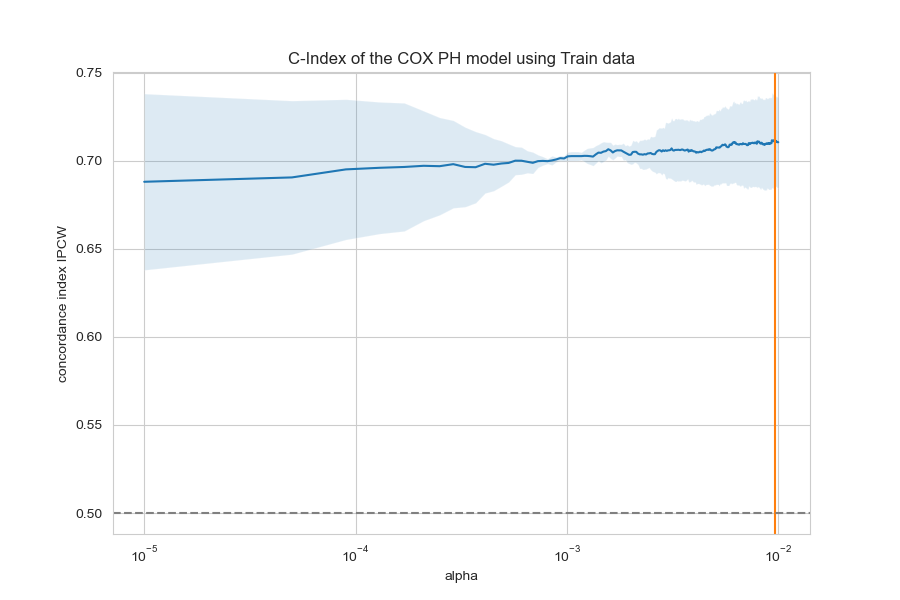 C-Index of the COX PH model using Train data
concordance index IPCW
0.75
0.70
0.65
0.60
0.55
0.50
10⁻⁵ 10⁻⁴ 10⁻³ 10⁻²
alpha